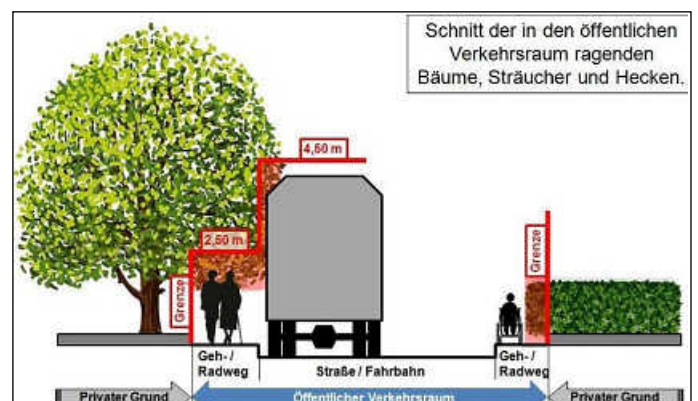 Schnitt der in den öffentlichen
Verkehrsraum ragenden
Bäume, Sträucher und Hecken.
4,50 m
2,50 m
Grenze
Grenze
Geh- /
Radweg
Straße / Fahrbahn
Geh- /
Radweg
Privater Grund
Öffentlicher Verkehrsraum
Privater Grund